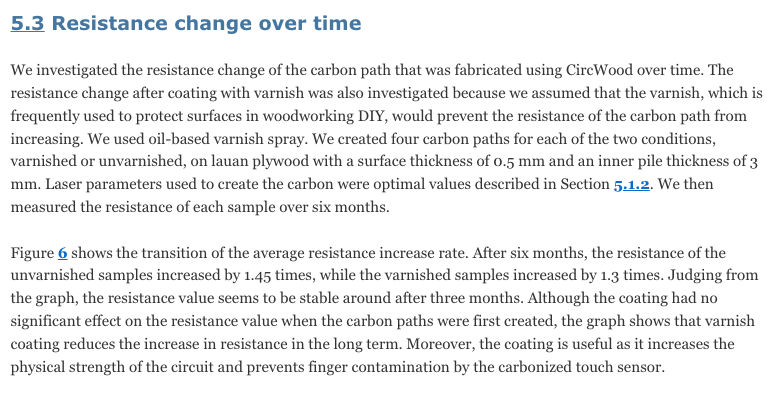 5.3 Resistance change over time
We investigated the resistance change of the carbon path that was fabricated using CircWood over time. The
resistance change after coating with varnish was also investigated because we assumed that the varnish, which is
frequently used to protect surfaces in woodworking DIY, would prevent the resistance of the carbon path from
increasing. We used oil-based varnish spray. We created four carbon paths for each of the two conditions,
varnished or unvarnished, on lauan plywood with a surface thickness of 0.5 mm and an inner pile thickness of 3
mm. Laser parameters used to create the carbon were optimal values described in Section 5.1.2. We then
measured the resistance of each sample over six months.
Figure 6 shows the transition of the average resistance increase rate. After six months, the resistance of the
unvarnished samples increased by 1.45 times, while the varnished samples increased by 1.3 times. Judging from
the graph, the resistance value seems to be stable around after three months. Although the coating had no
significant effect on the resistance value when the carbon paths were first created, the graph shows that varnish
coating reduces the increase in resistance in the long term. Moreover, the coating is useful as it increases the
physical strength of the circuit and prevents finger contamination by the carbonized touch sensor.